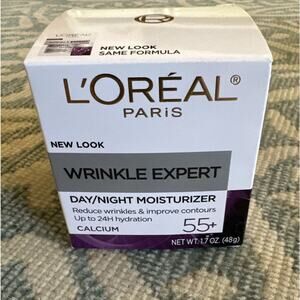 NEW LOOK
SAME FORMULA
L'ORÉAL®
PARiS
NEW LOOK
WRINKLE EXPERT
DAY/NIGHT MOISTURIZER
Reduce wrinkles & improve contours
Up to 24H hydration
CALCIUM
55+
NET WT. 1.7 OZ. (48g)